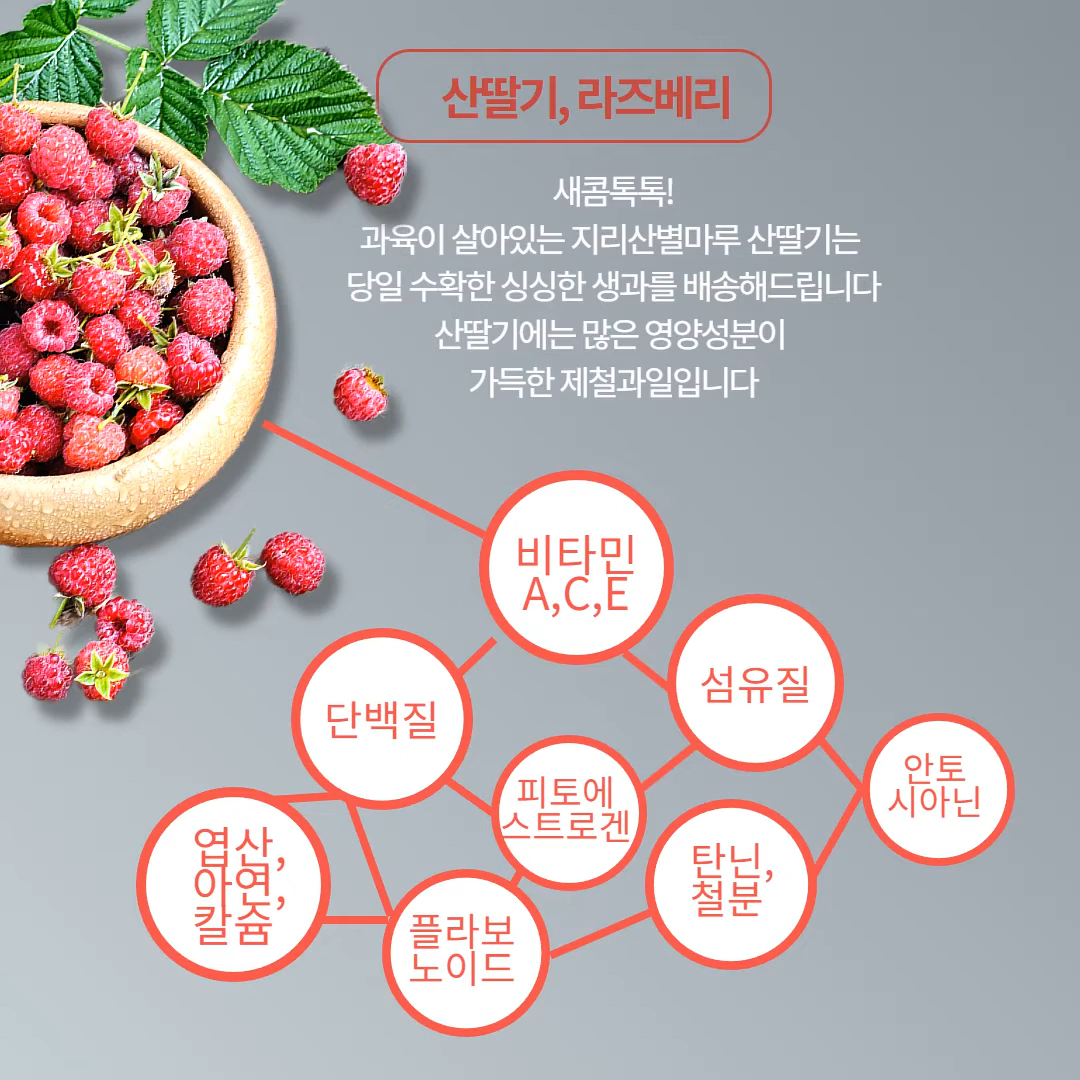 산딸기, 라즈베리
새콤톡톡!
과육이 살아있는 지리산별마루 산딸기는
당일 수확한 싱싱한 생과를 배송해드립니다
산딸기에는 많은 영양성분이
가득한 제철과일입니다
비타민
A,C,E
섬유질
단백질
안토
시아닌
피토에
스트로겐
엽산,
아연,
칼슘
탄닌,
철분
플라보
노이드